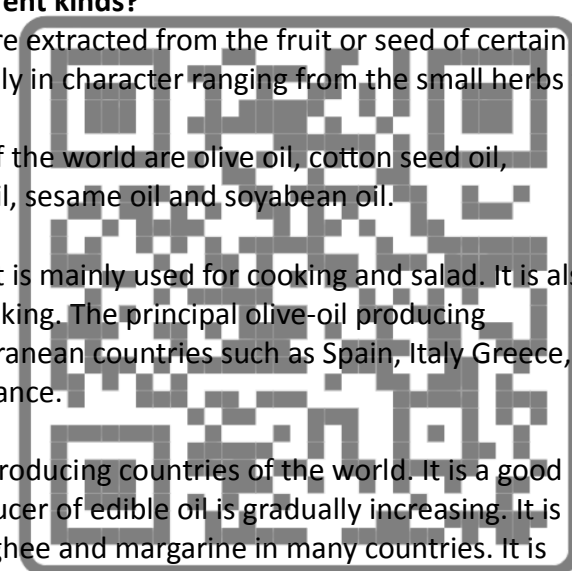 ent kinds?
re extracted from the fruit or seed of certain
ly in character ranging from the small herbs
f the world are olive oil, cotton seed oil,
il, sesame oil and soyabean oil.
t is mainly used for cooking and salad. It is als
king. The principal olive-oil producing
ranean countries such as Spain, Italy Greece,
ance.
roducing countries of the world. It is a good
ucer of edible oil is gradually increasing. It is
ghee and margarine in many countries. It is